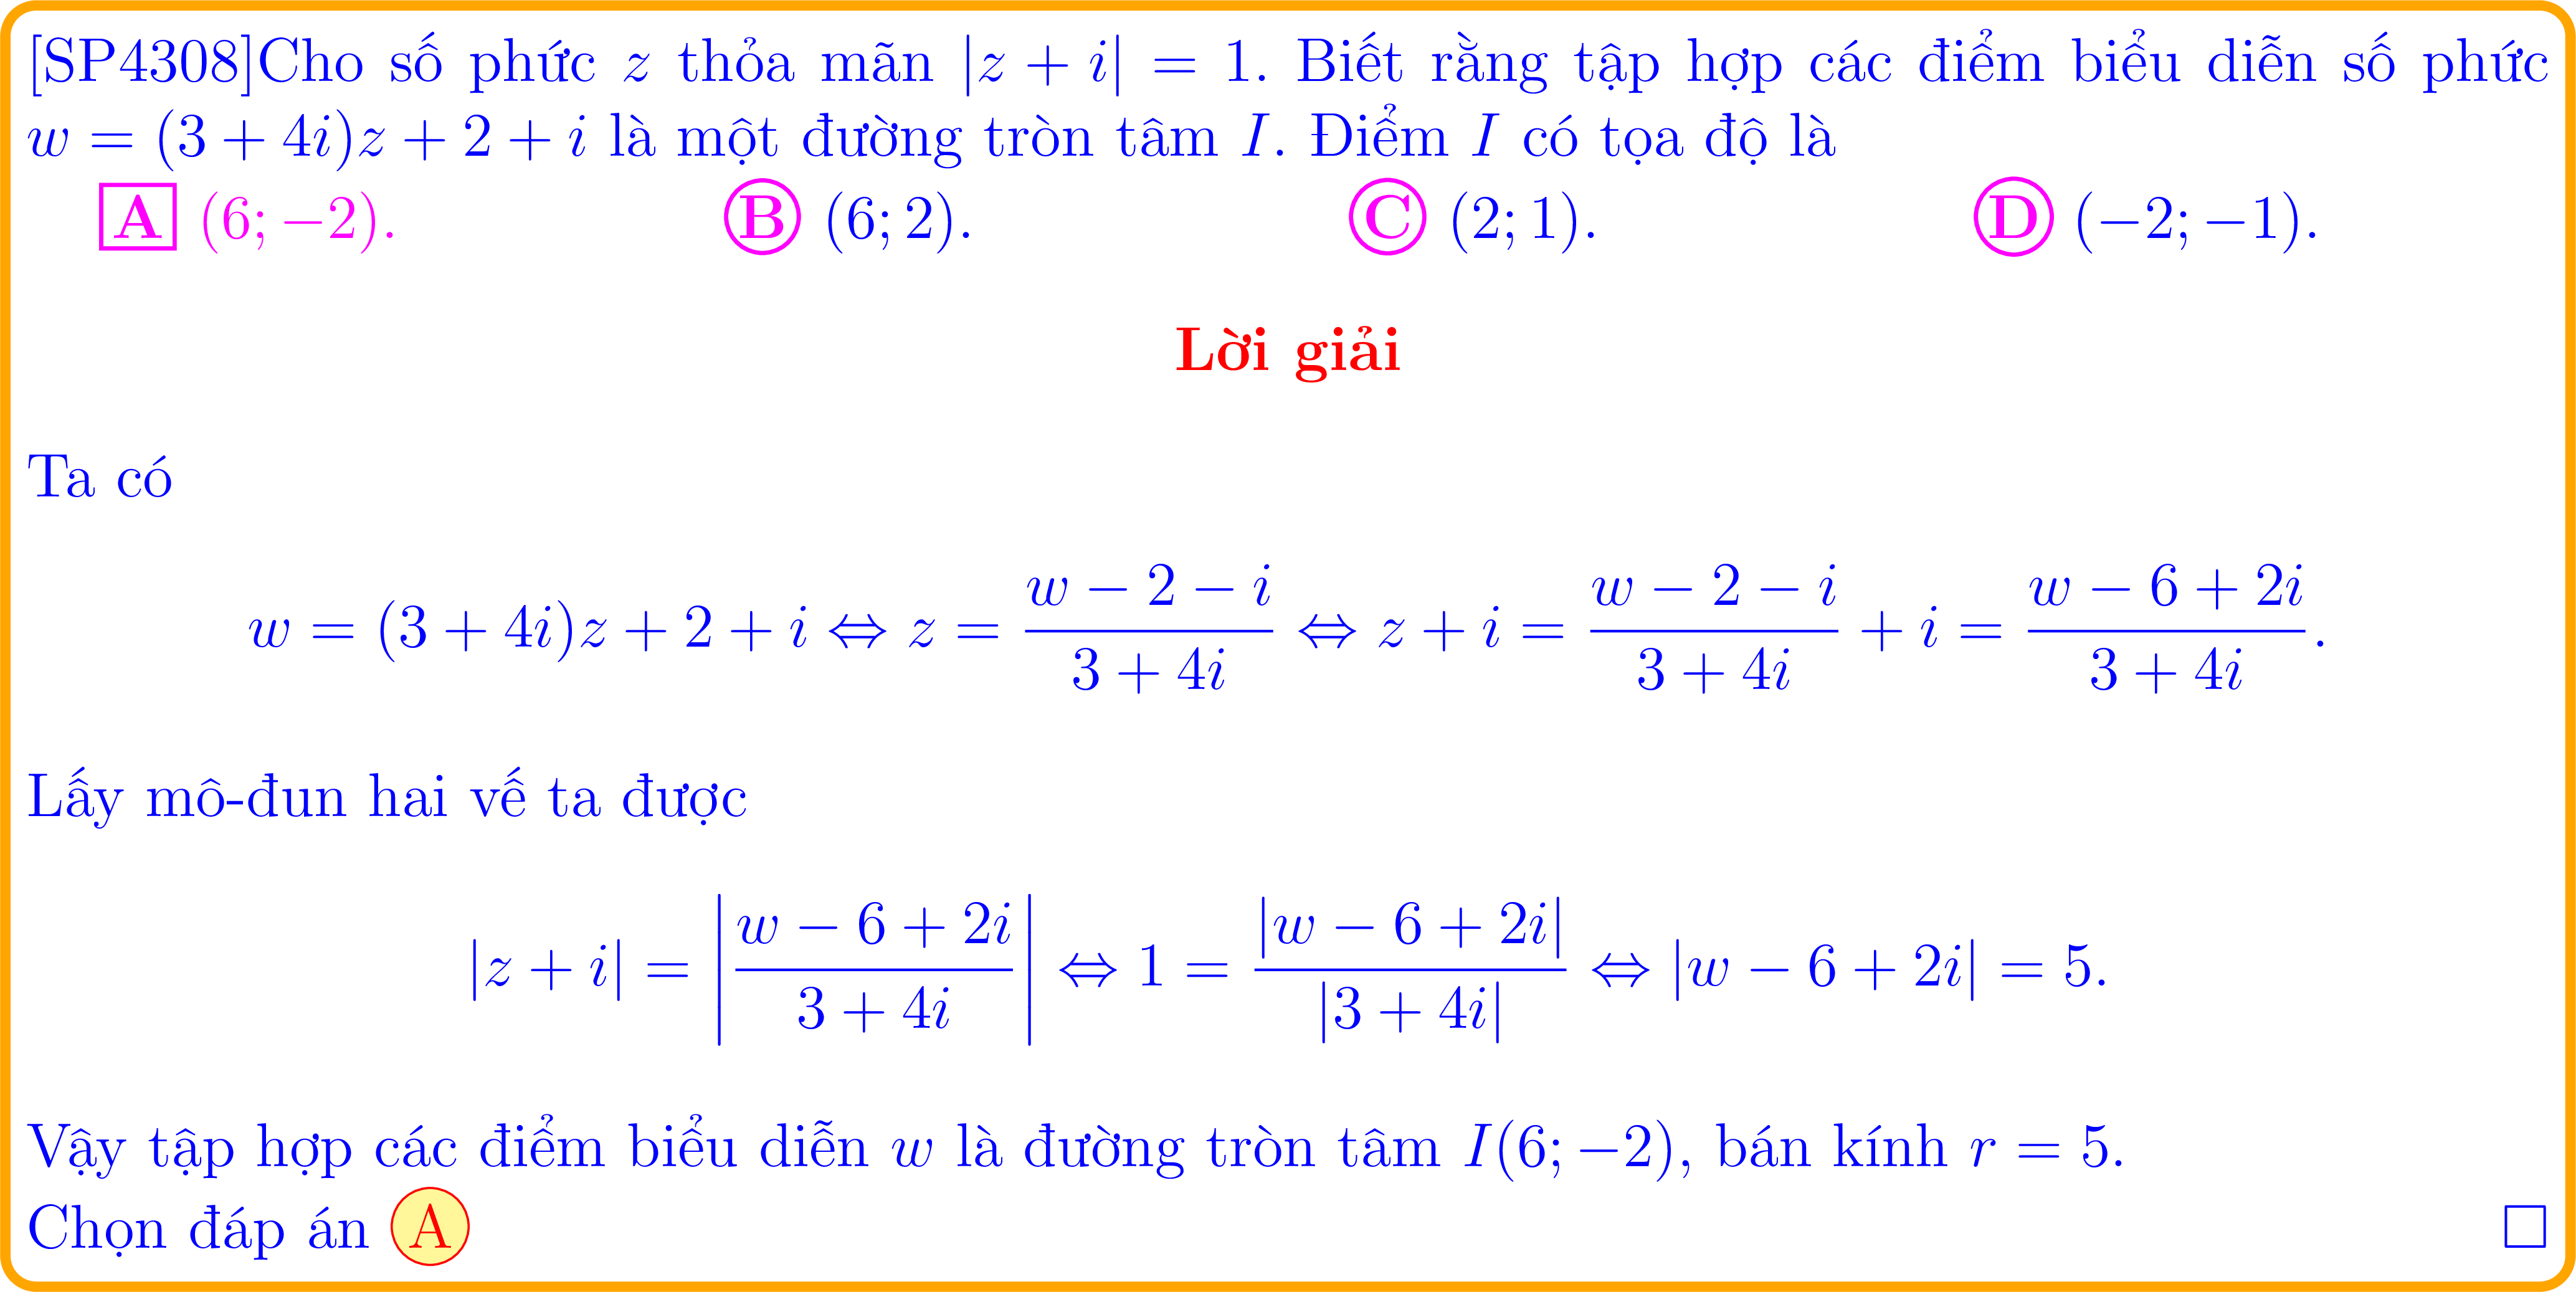 [SP4308]Cho số phức z thỏa mãn |z + i| = 1. Biết rằng tập hợp các điểm biểu diễn số phức
w = (3 + 4i)z + 2 + i là một đường tròn tâm I. Điểm I có tọa độ là
A (6; −2). B (6; 2). C (2; 1). D (−2; −1).
Lời giải
Ta có
w = (3 + 4i)z + 2 + i ⇔ z = \frac{w − 2 − i}{3 + 4i} ⇔ z + i = \frac{w − 2 − i}{3 + 4i} + i = \frac{w − 6 + 2i}{3 + 4i}.
Lấy mô-đun hai vế ta được
|z + i| = \left|\frac{w − 6 + 2i}{3 + 4i}\right| ⇔ 1 = \frac{|w − 6 + 2i|}{|3 + 4i|} ⇔ |w − 6 + 2i| = 5.
Vậy tập hợp các điểm biểu diễn w là đường tròn tâm I(6; −2), bán kính r = 5.
Chọn đáp án A □